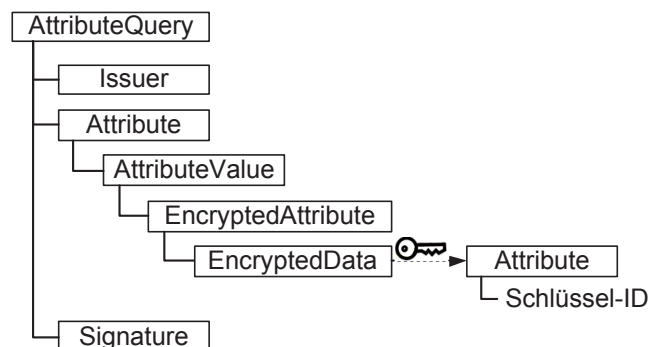 AttributeQuery
Issuer
Attribute
AttributeValue
EncryptedAttribute
EncryptedData
Attribute
Schlüssel-ID
Signature